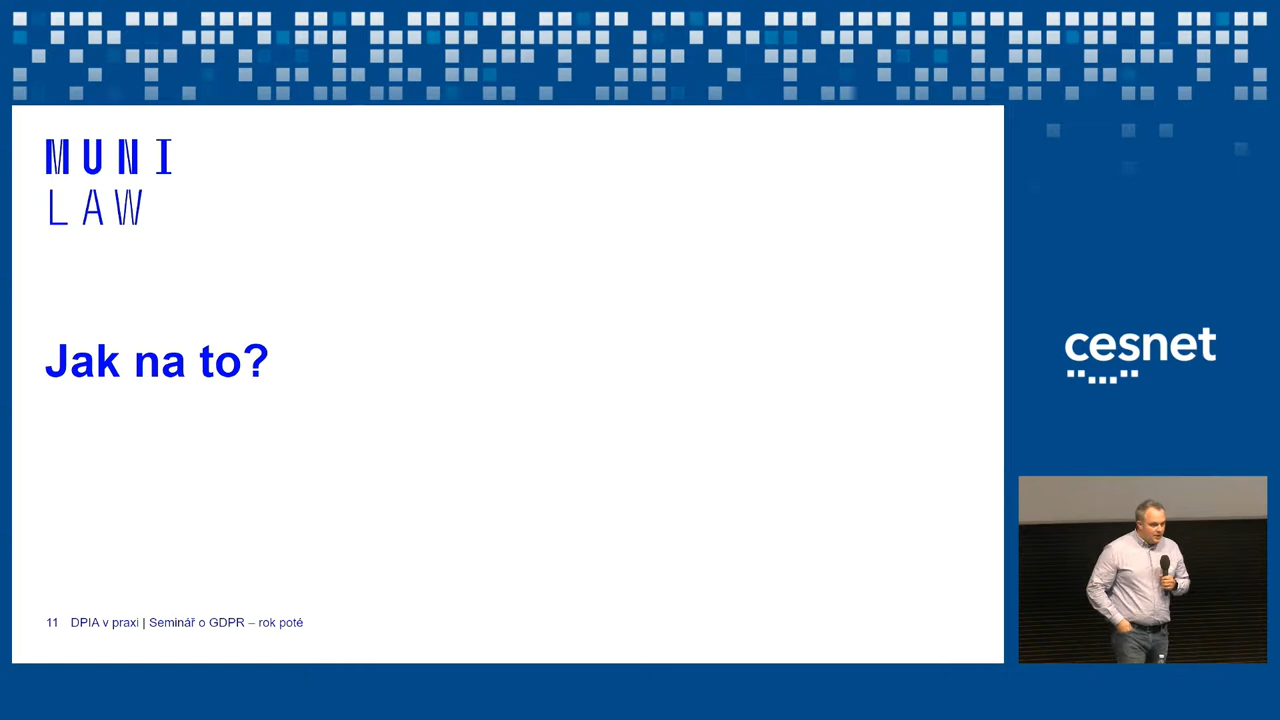 MUNI
LAW
Jak na to?
cesnet
11 DPIA v praxi | Seminář o GDPR – rok poté